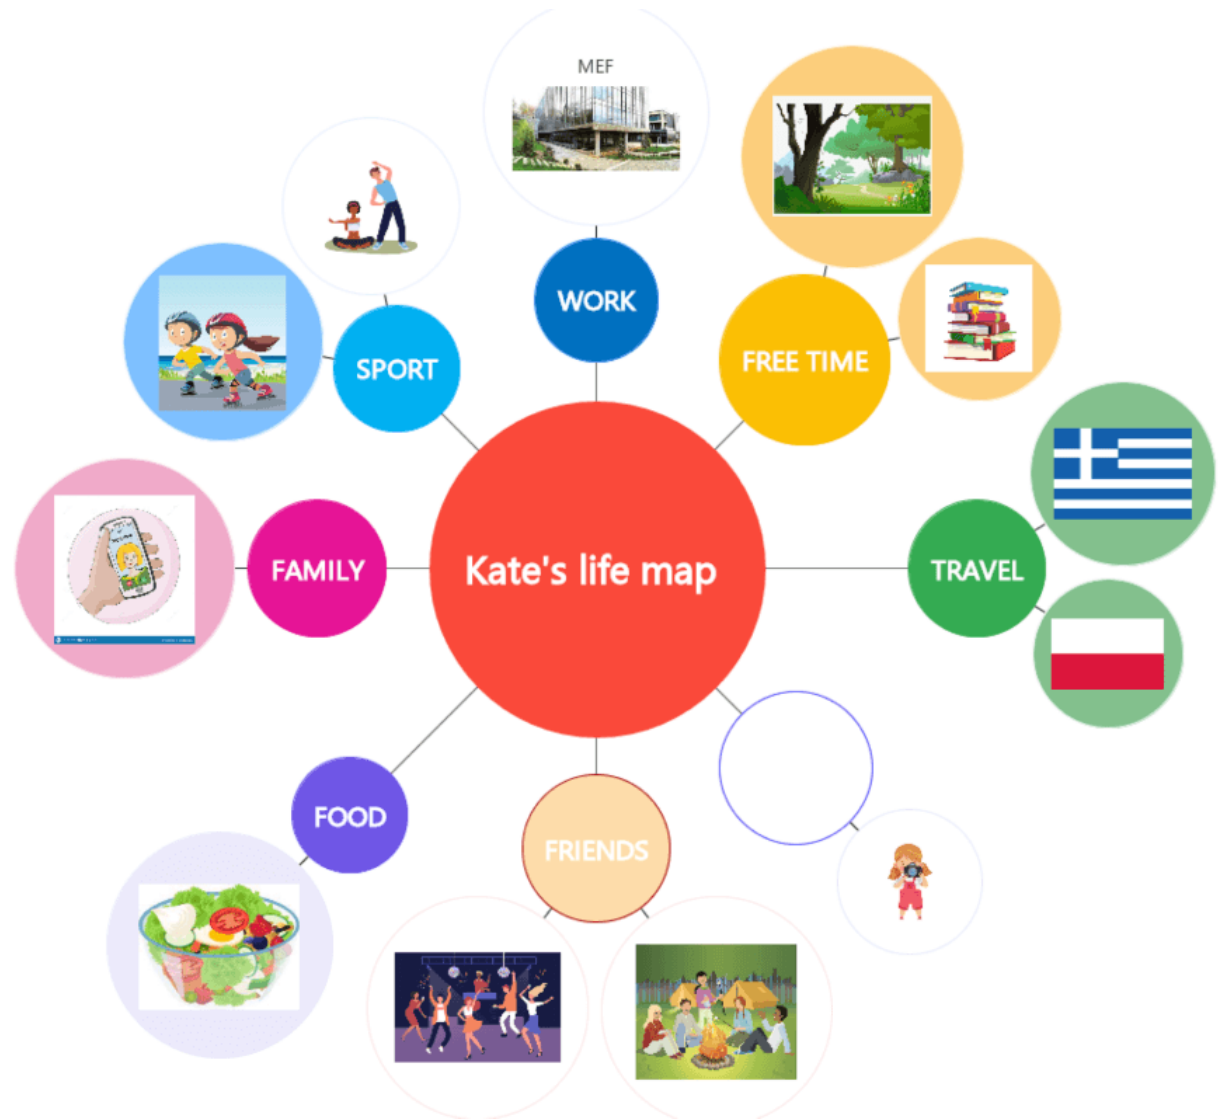 MEF
WORK
FREE TIME
SPORT
Kate's life map
FAMILY
TRAVEL
FOOD
FRIENDS